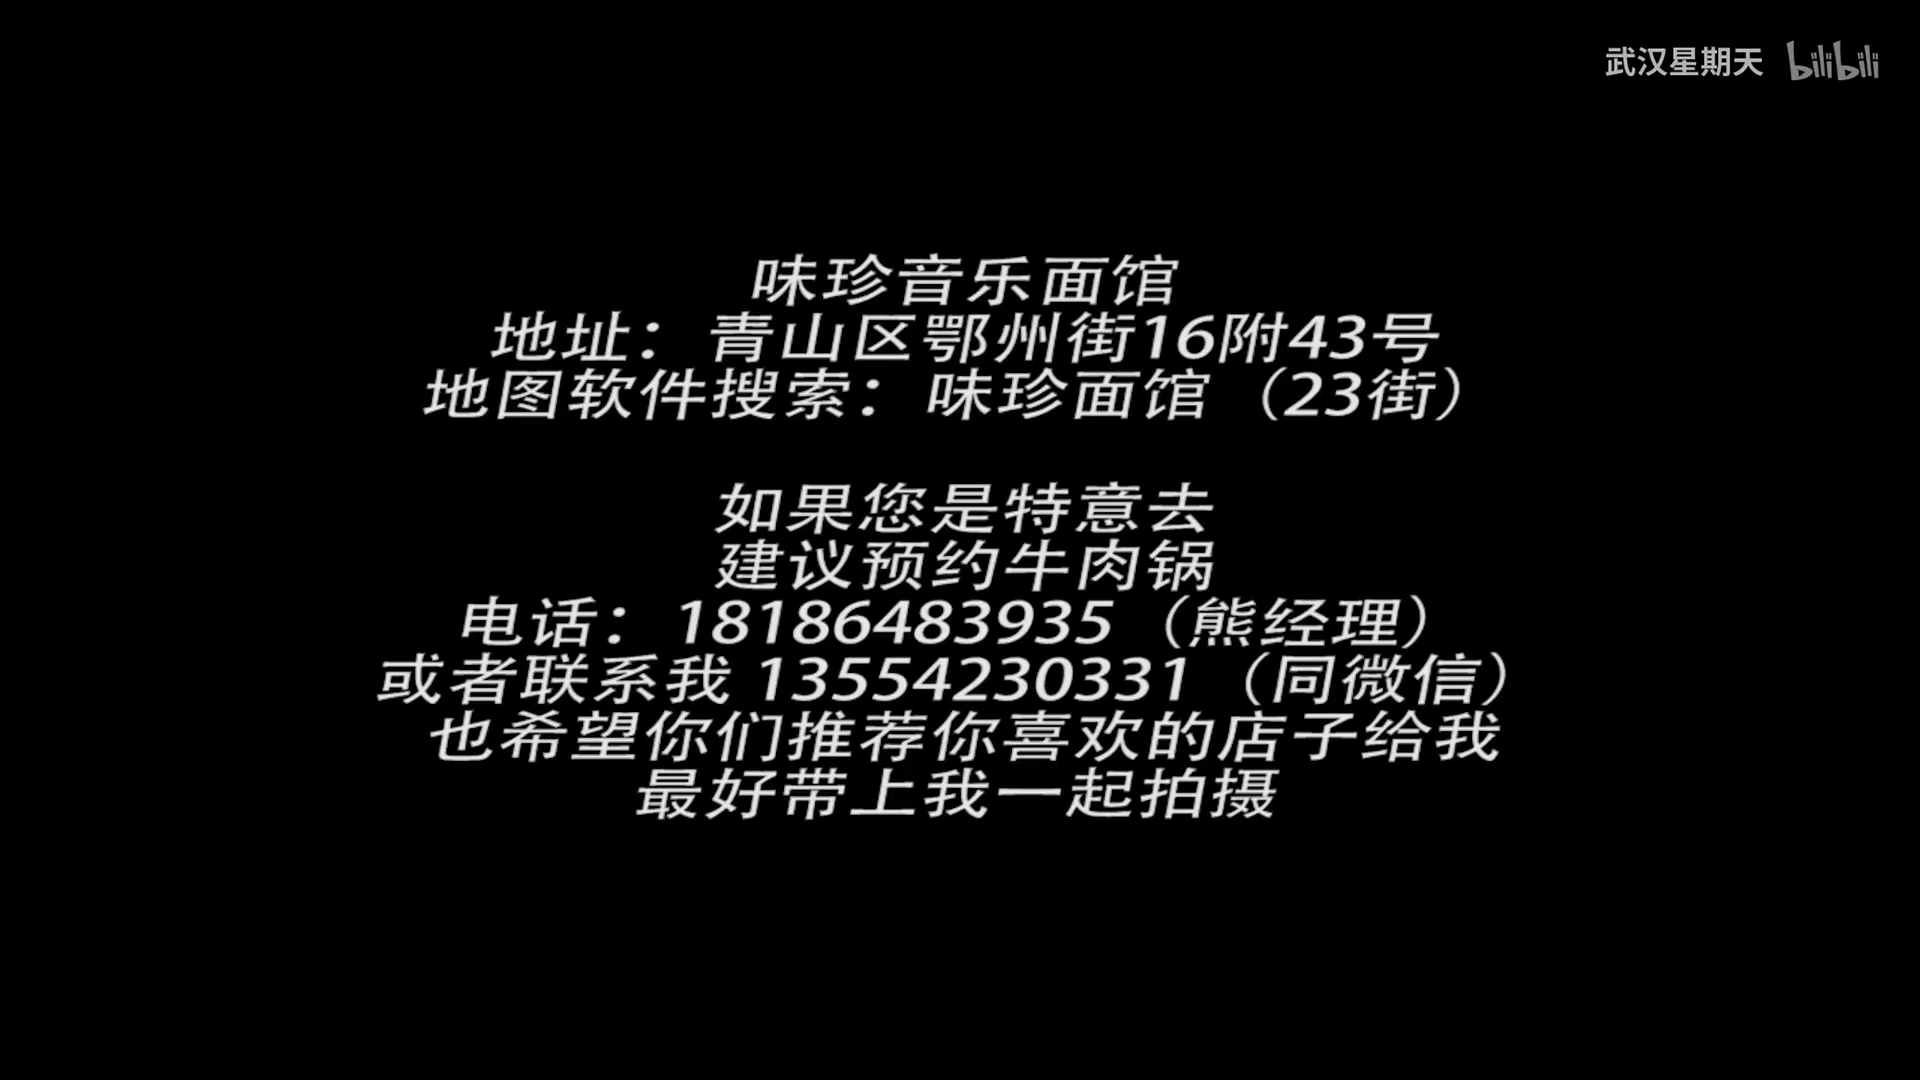 武汉星期天 bilibili
味珍音乐面馆
地址：青山区鄂州街16附43号
地图软件搜索：味珍面馆（23街）
如果您是特意去
建议预约牛肉锅
电话：18186483935（熊经理）
或者联系我 13554230331（同微信）
也希望你们推荐你喜欢的店子给我
最好带上我一起拍摄